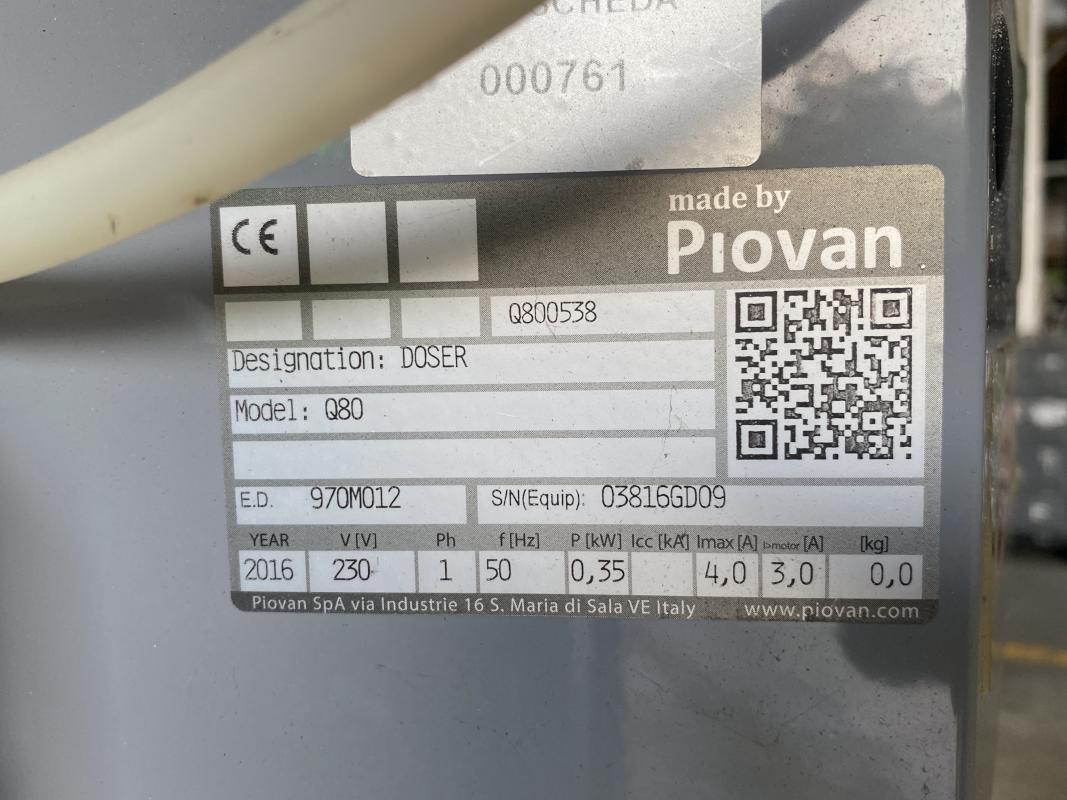 SCHEDA
000761
CE
made by
Piovan
Q800538
Designation: DOSER
Model: Q80
E.D. 970M012
S/N(Equip): 03816GD09
YEAR V [V] Ph f [Hz] P [kW] Icc [kA] Imax [A] I>motor [A] [kg]
2016 230 1 50 0,35 4,0 3,0 0,0
Piovan SpA via Industrie 16 S. Maria di Sala VE Italy www.piovan.com